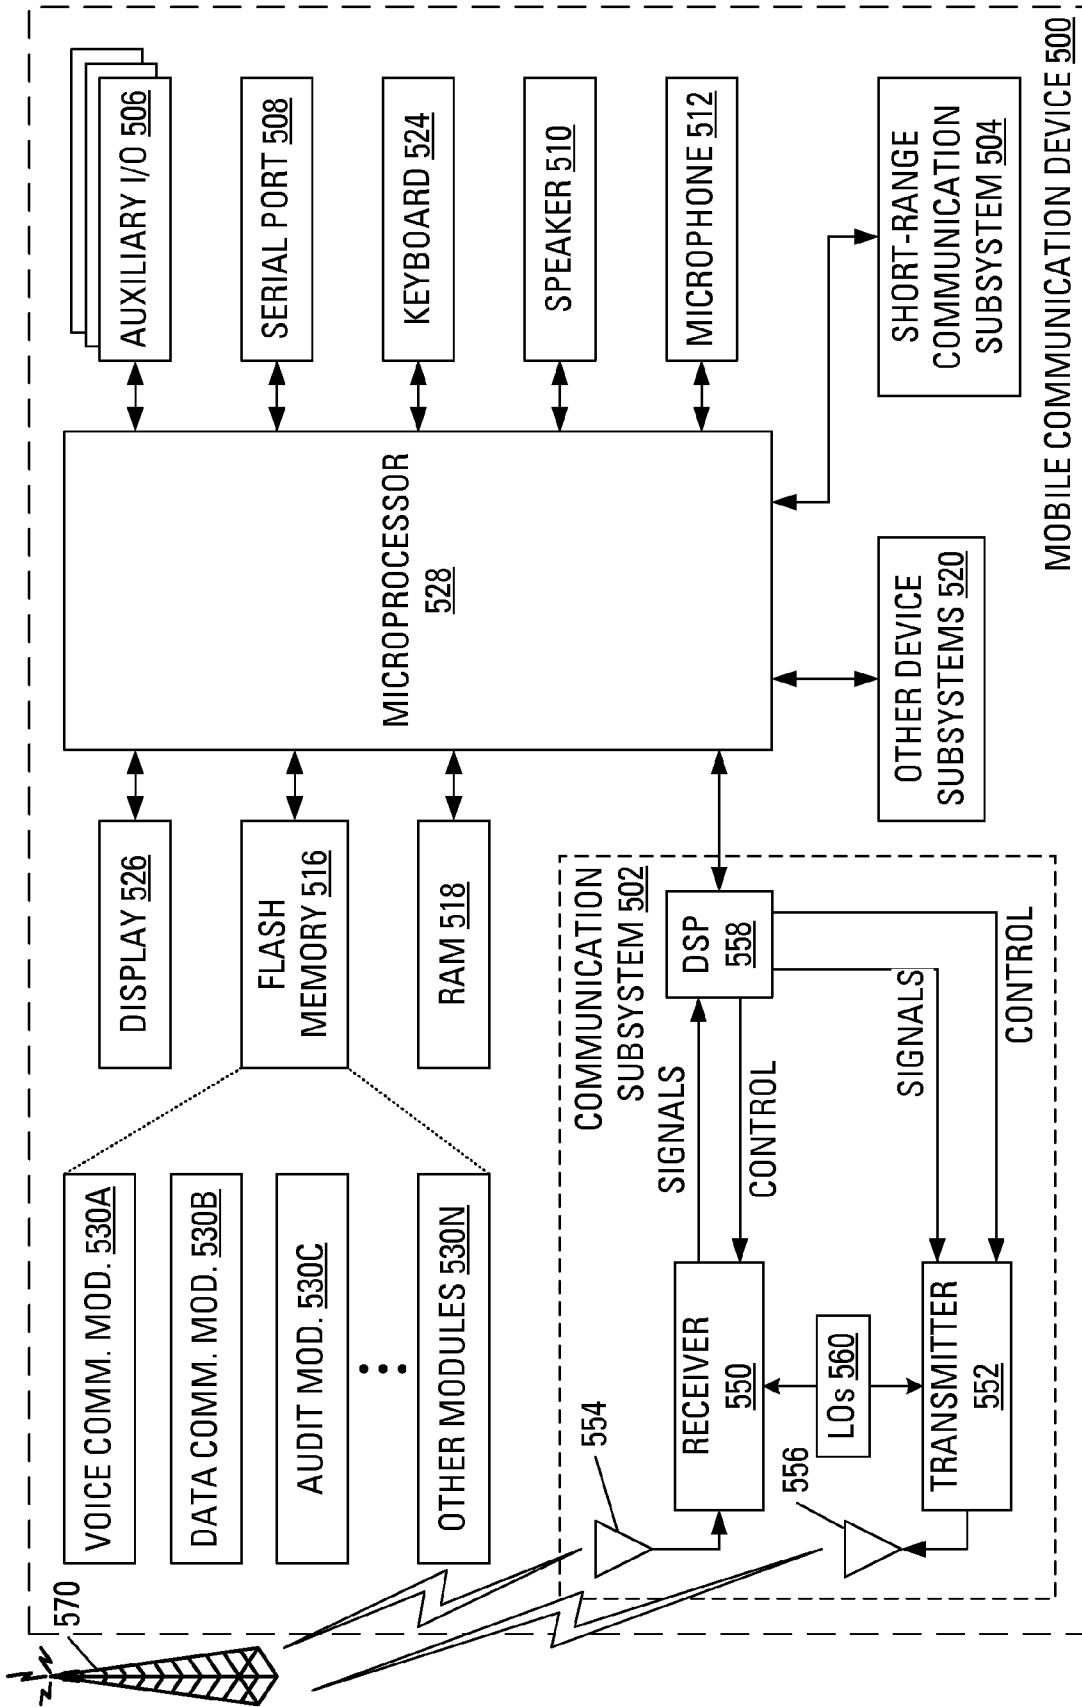 570
VOICE COMM. MOD. 530A
DATA COMM. MOD. 530B
AUDIT MOD. 530C
OTHER MODULES 530N
DISPLAY 526
FLASH
MEMORY 516
RAM 518
MICROPROCESSOR
528
AUXILIARY I/O 506
SERIAL PORT 508
KEYBOARD 524
SPEAKER 510
MICROPHONE 512
COMMUNICATION
SUBSYSTEM 502
554
RECEIVER
550
SIGNALS
CONTROL
DSP
558
LOs 560
556
TRANSMITTER
552
SIGNALS
CONTROL
OTHER DEVICE
SUBSYSTEMS 520
SHORT-RANGE
COMMUNICATION
SUBSYSTEM 504
MOBILE COMMUNICATION DEVICE 500